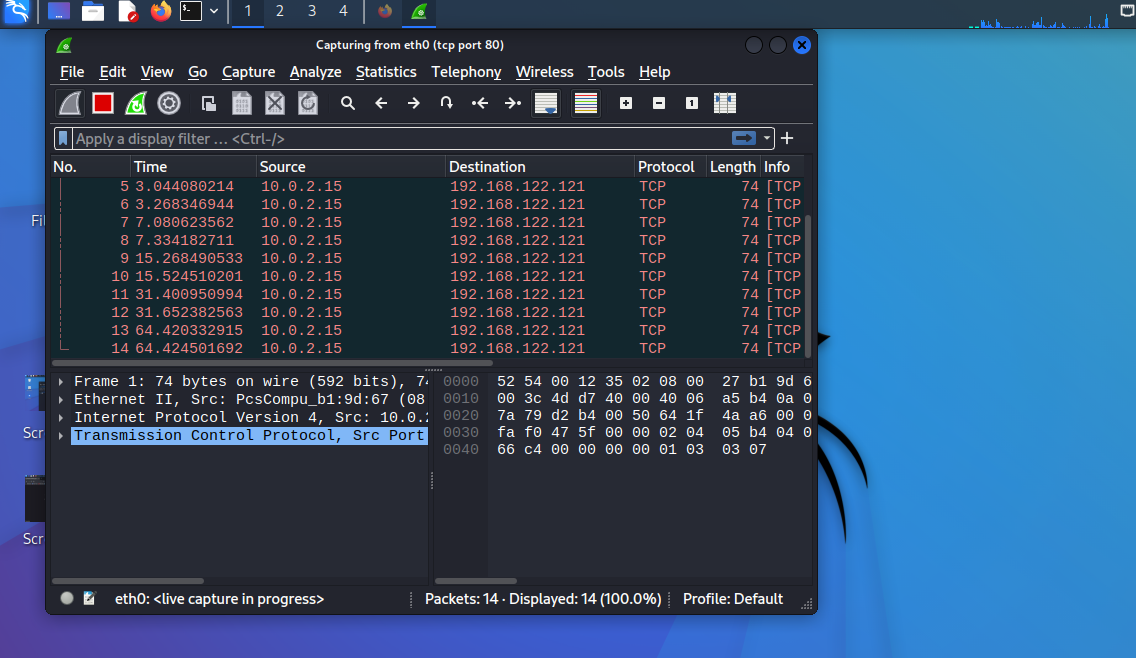 1 2 3 4
Capturing from eth0 (tcp port 80)
File Edit View Go Capture Analyze Statistics Telephony Wireless Tools Help
Apply a display filter … <Ctrl-/>
No. Time Source Destination Protocol Length Info
5 3.044080214 10.0.2.15 192.168.122.121 TCP 74 [TCP
6 3.268346944 10.0.2.15 192.168.122.121 TCP 74 [TCP
7 7.080623562 10.0.2.15 192.168.122.121 TCP 74 [TCP
8 7.334182711 10.0.2.15 192.168.122.121 TCP 74 [TCP
9 15.268490533 10.0.2.15 192.168.122.121 TCP 74 [TCP
10 15.524510201 10.0.2.15 192.168.122.121 TCP 74 [TCP
11 31.400950994 10.0.2.15 192.168.122.121 TCP 74 [TCP
12 31.652382563 10.0.2.15 192.168.122.121 TCP 74 [TCP
13 64.420332915 10.0.2.15 192.168.122.121 TCP 74 [TCP
14 64.424501692 10.0.2.15 192.168.122.121 TCP 74 [TCP
Frame 1: 74 bytes on wire (592 bits), 74
Ethernet II, Src: PcsCompu_b1:9d:67 (08
Internet Protocol Version 4, Src: 10.0.2
Transmission Control Protocol, Src Port
0000 52 54 00 12 35 02 08 00 27 b1 9d 6
0010 00 3c 4d d7 40 00 40 06 a5 b4 0a 0
0020 7a 79 d2 b4 00 50 64 1f 4a a6 00 0
0030 fa f0 47 5f 00 00 02 04 05 b4 04 0
0040 66 c4 00 00 00 00 01 03 03 07
eth0: <live capture in progress> Packets: 14 · Displayed: 14 (100.0%) Profile: Default
Fil
Scr
Scr